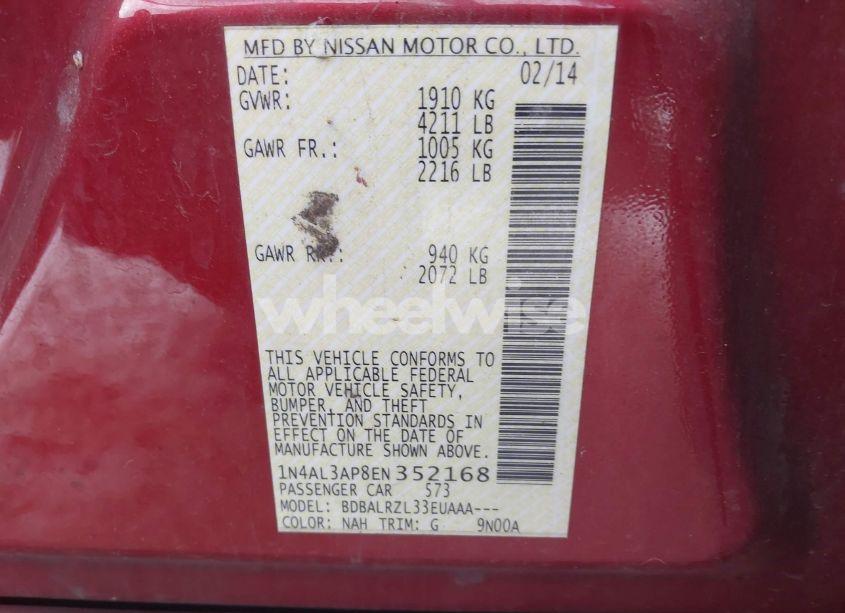 MFD BY NISSAN MOTOR CO., LTD.
DATE: 02/14
GVWR: 1910 KG
4211 LB
GAWR FR.: 1005 KG
2216 LB
GAWR RR.: 940 KG
2072 LB
wheelwise
THIS VEHICLE CONFORMS TO
ALL APPLICABLE FEDERAL
MOTOR VEHICLE SAFETY,
BUMPER, AND THEFT
PREVENTION STANDARDS IN
EFFECT ON THE DATE OF
MANUFACTURE SHOWN ABOVE.
1N4AL3AP8EN352168
PASSENGER CAR 573
MODEL: BDBALRZL33EUAAA---
COLOR: NAH TRIM: G 9N00A